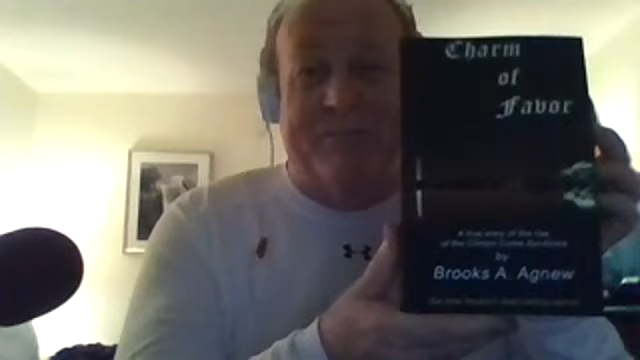 Charm
of
Favor
A true story of the rise
of the Clinton Crime Syndicate
by
Brooks A. Agnew